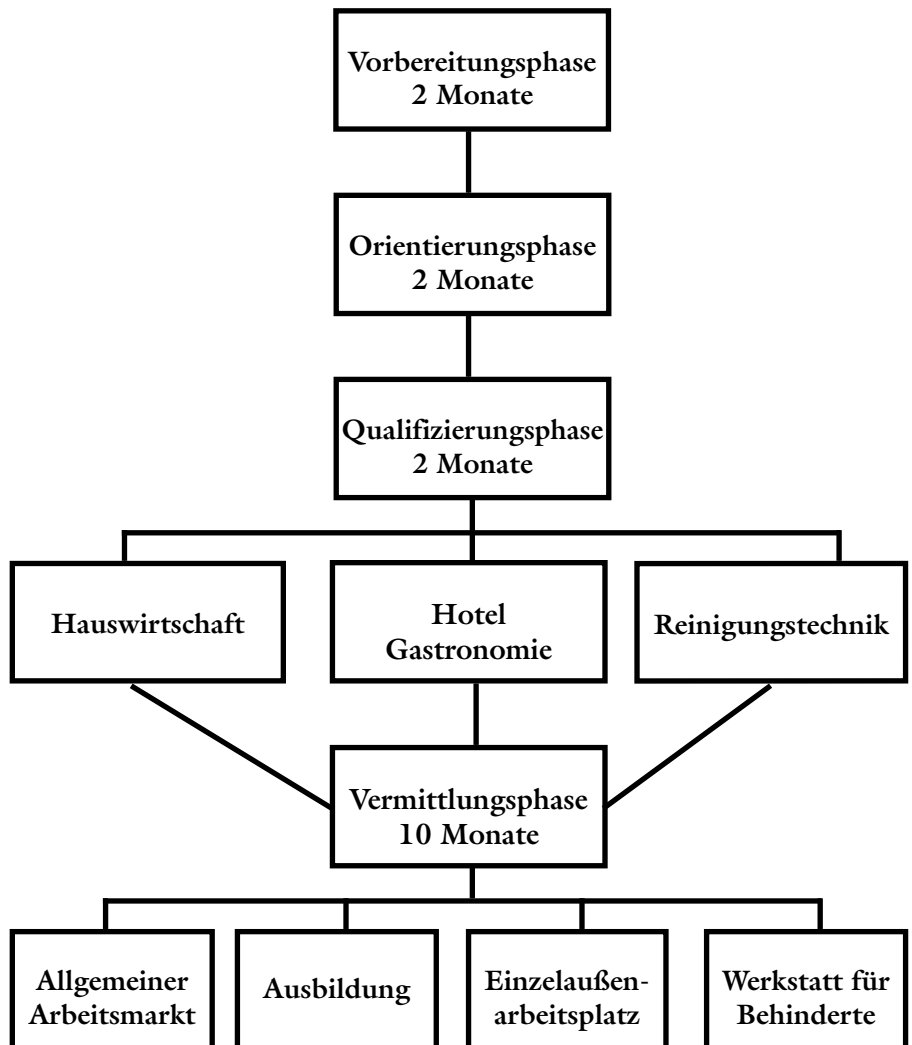 Vorbereitungsphase
2 Monate
Orientierungsphase
2 Monate
Qualifizierungsphase
2 Monate
Hauswirtschaft
Hotel
Gastronomie
Reinigungstechnik
Vermittlungsphase
10 Monate
Allgemeiner
Arbeitsmarkt
Ausbildung
Einzelaußen-
arbeitsplatz
Werkstatt für
Behinderte